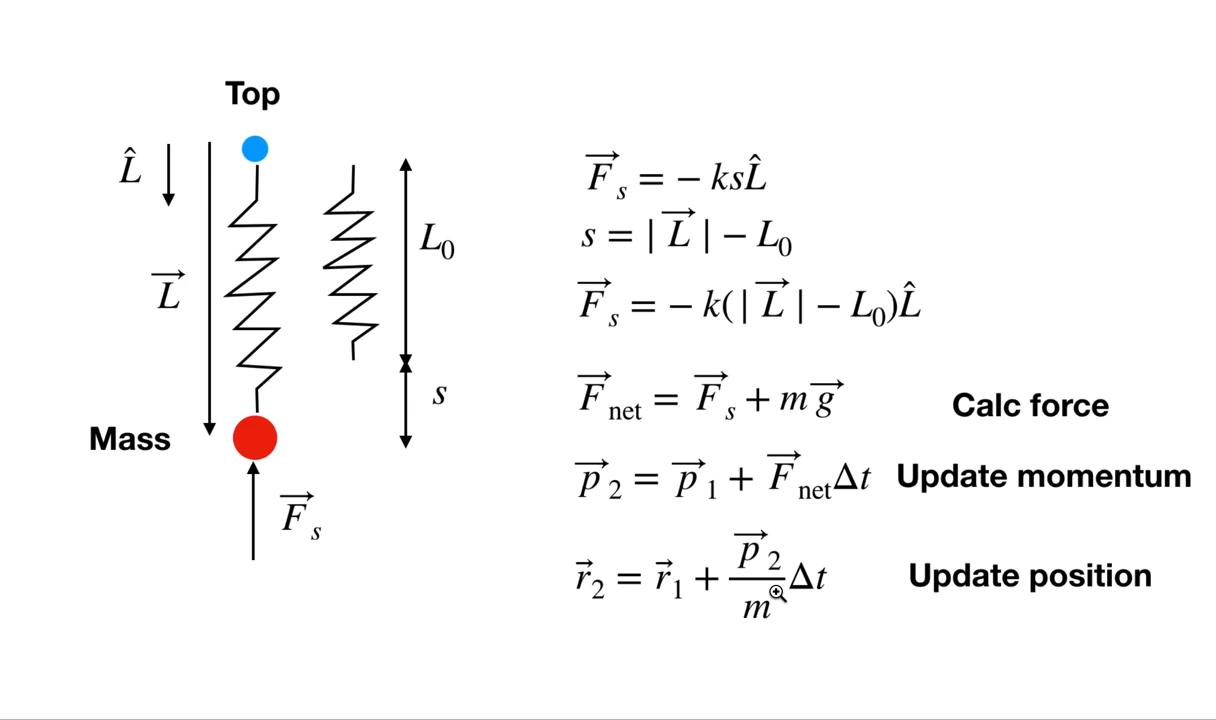 Top
L̂
L⃗
L₀
s
Mass
F⃗ₛ
F⃗ₛ = − ksL̂
s = | L⃗ | − L₀
F⃗ₛ = − k( | L⃗ | − L₀)L̂
F⃗net = F⃗ₛ + mg⃗ Calc force
p⃗₂ = p⃗₁ + F⃗netΔt Update momentum
r⃗₂ = r⃗₁ + p⃗₂/m Δt Update position